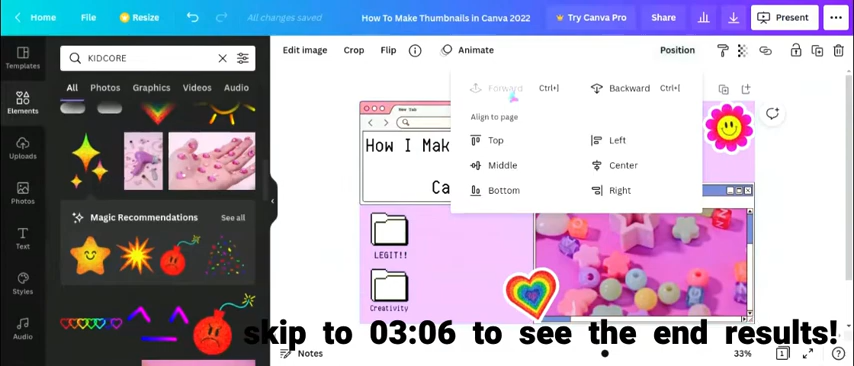 Home
File
Resize
All changes saved
How To Make Thumbnails in Canva 2022
Try Canva Pro
Share
Present
Templates
Elements
Uploads
Photos
Text
Styles
Audio
KIDCORE
All
Photos
Graphics
Videos
Audio
Magic Recommendations
See all
Edit image
Crop
Flip
Animate
Position
Forward
Ctrl+]
Backward
Ctrl+[
Align to page
Top
Left
Middle
Center
Bottom
Right
New Tab
How I Mak
Ca
LEGIT!!
Creativity
skip to 03:06 to see the end results!
Notes
33%
1